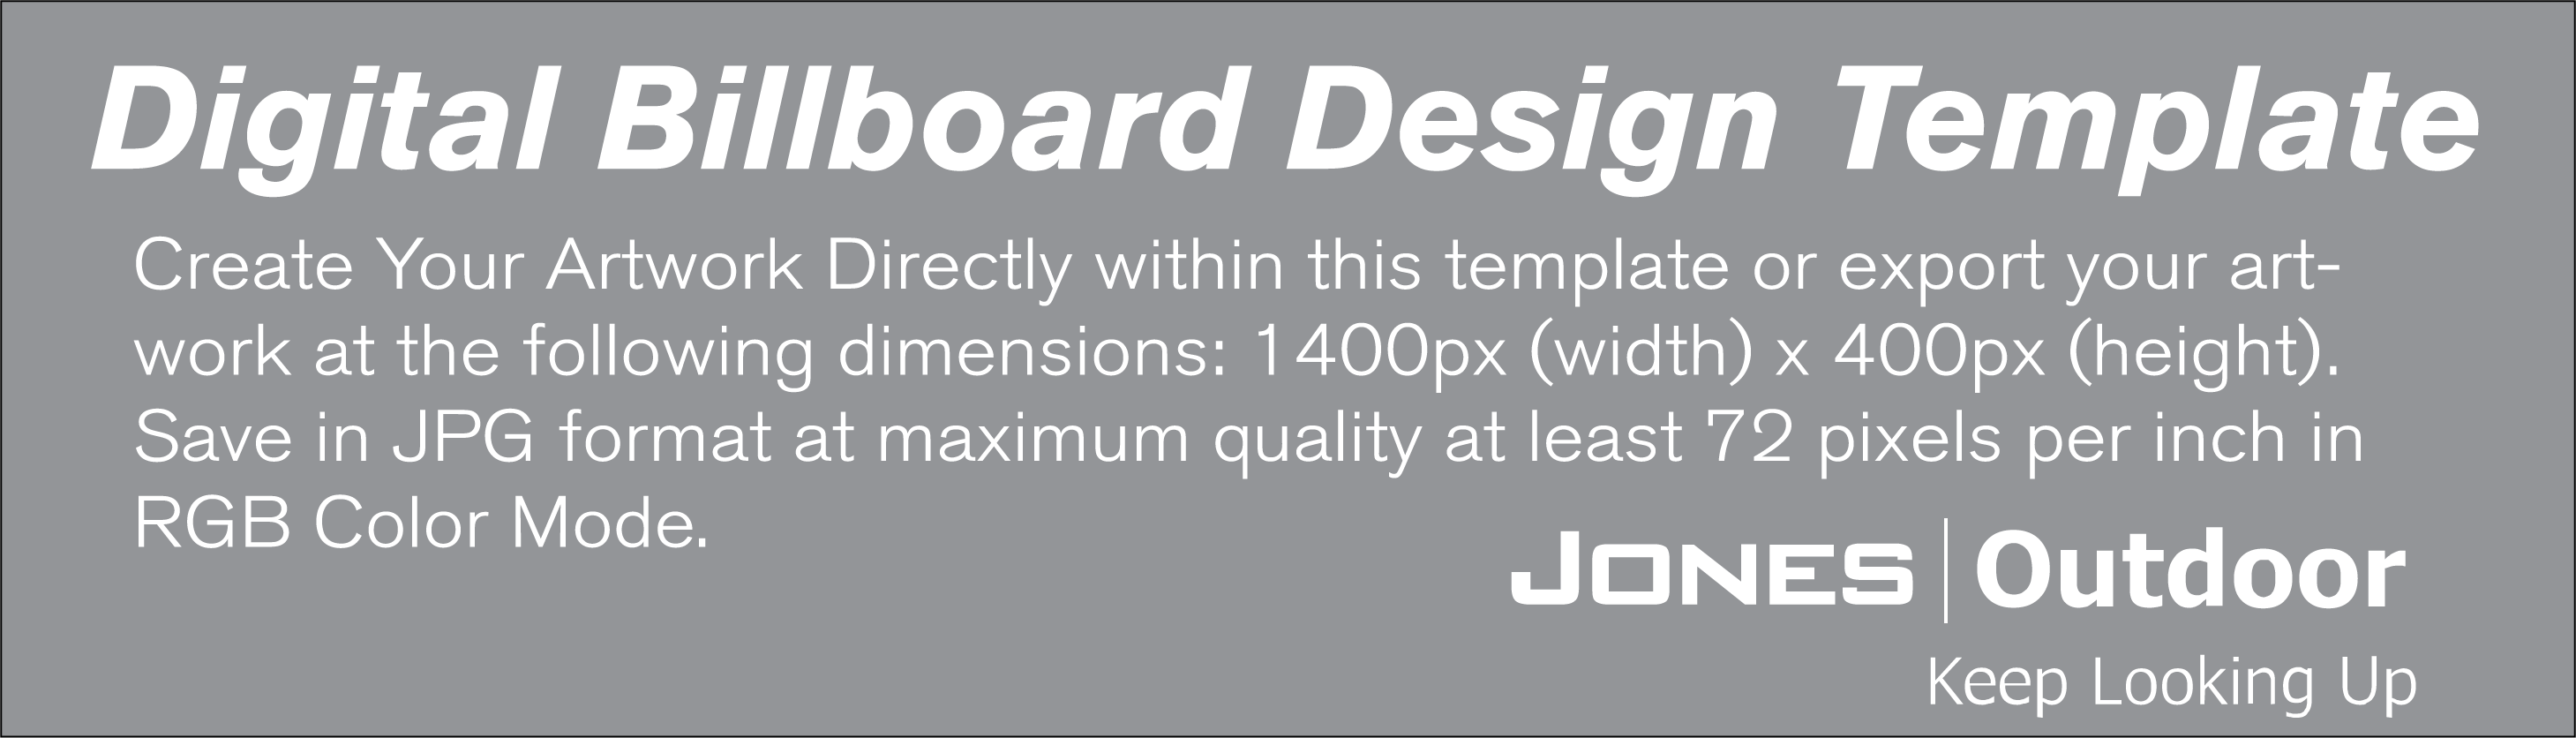 Digital Billboard Design Template
Create Your Artwork Directly within this template or export your art-
work at the following dimensions: 1400px (width) x 400px (height).
Save in JPG format at maximum quality at least 72 pixels per inch in
RGB Color Mode.
JONES | Outdoor
Keep Looking Up